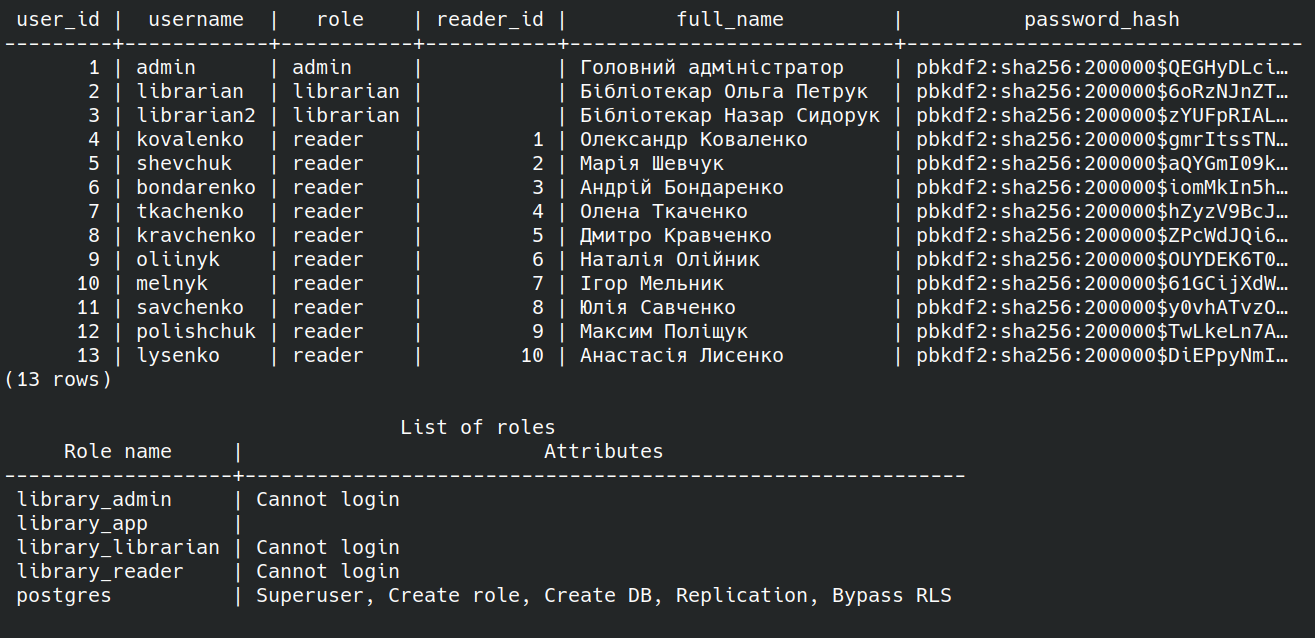 user_id | username | role | reader_id | full_name | password_hash
---------+------------+-----------+-----------+---------------------------+---------------------------------
1 | admin | admin | | Головний адміністратор | pbkdf2:sha256:200000$QEGHyDLci…
2 | librarian | librarian | | Бібліотекар Ольга Петрук | pbkdf2:sha256:200000$6oRzNJnZT…
3 | librarian2 | librarian | | Бібліотекар Назар Сидорук | pbkdf2:sha256:200000$zYUFpRIAL…
4 | kovalenko | reader | 1 | Олександр Коваленко | pbkdf2:sha256:200000$gmrItssTN…
5 | shevchuk | reader | 2 | Марія Шевчук | pbkdf2:sha256:200000$aQYGmI09k…
6 | bondarenko | reader | 3 | Андрій Бондаренко | pbkdf2:sha256:200000$iomMkIn5h…
7 | tkachenko | reader | 4 | Олена Ткаченко | pbkdf2:sha256:200000$hZyzV9BcJ…
8 | kravchenko | reader | 5 | Дмитро Кравченко | pbkdf2:sha256:200000$ZPcWdJQi6…
9 | oliinyk | reader | 6 | Наталія Олійник | pbkdf2:sha256:200000$OUYDEK6T0…
10 | melnyk | reader | 7 | Ігор Мельник | pbkdf2:sha256:200000$61GCijXdW…
11 | savchenko | reader | 8 | Юлія Савченко | pbkdf2:sha256:200000$y0vhATvzO…
12 | polishchuk | reader | 9 | Максим Поліщук | pbkdf2:sha256:200000$TwLkeLn7A…
13 | lysenko | reader | 10 | Анастасія Лисенко | pbkdf2:sha256:200000$DiEPpyNmI…
(13 rows)
List of roles
Role name | Attributes
-------------------+------------------------------------------------------------
library_admin | Cannot login
library_app |
library_librarian | Cannot login
library_reader | Cannot login
postgres | Superuser, Create role, Create DB, Replication, Bypass RLS